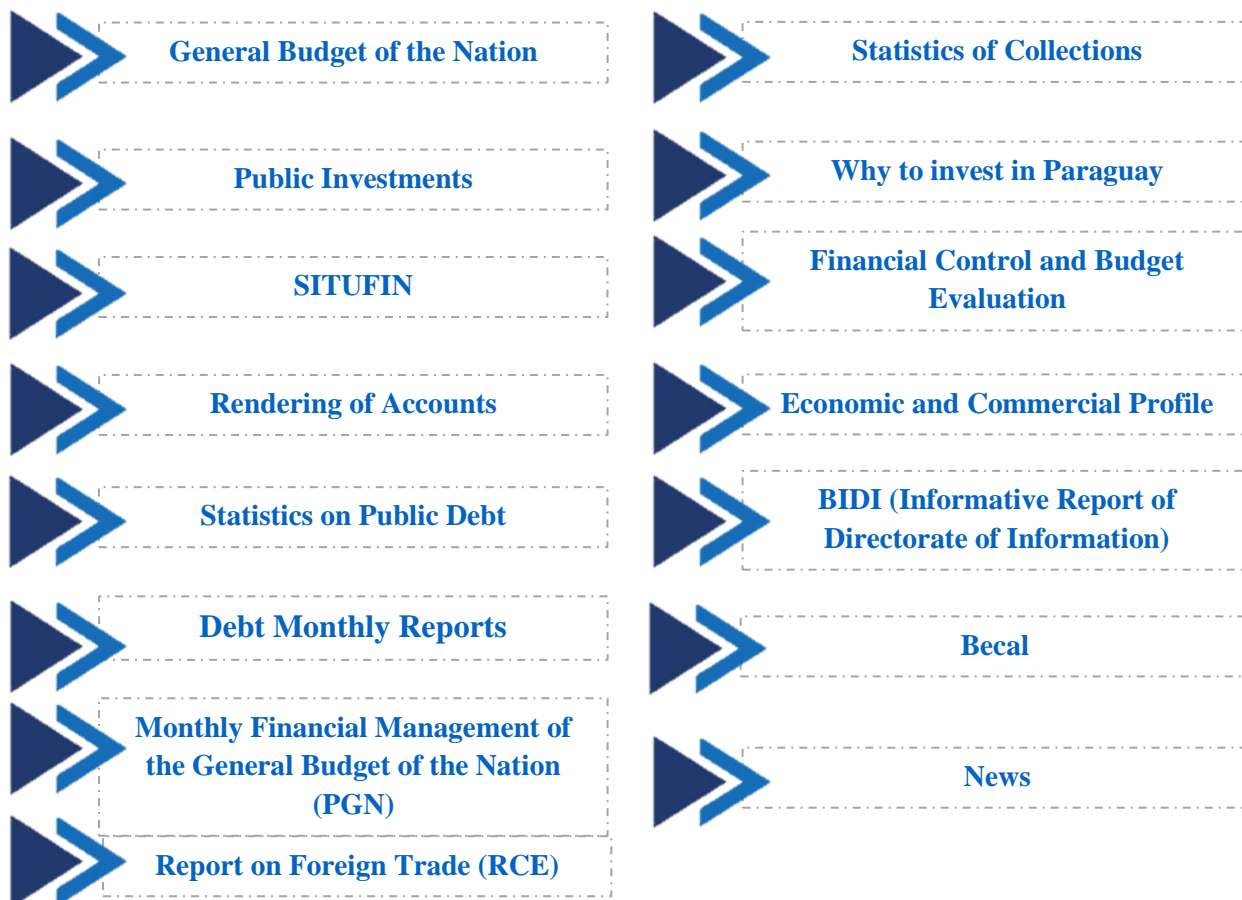 General Budget of the Nation
Public Investments
SITUFIN
Rendering of Accounts
Statistics on Public Debt
Debt Monthly Reports
Monthly Financial Management of
the General Budget of the Nation
(PGN)
Report on Foreign Trade (RCE)
Statistics of Collections
Why to invest in Paraguay
Financial Control and Budget
Evaluation
Economic and Commercial Profile
BIDI (Informative Report of
Directorate of Information)
Becal
News